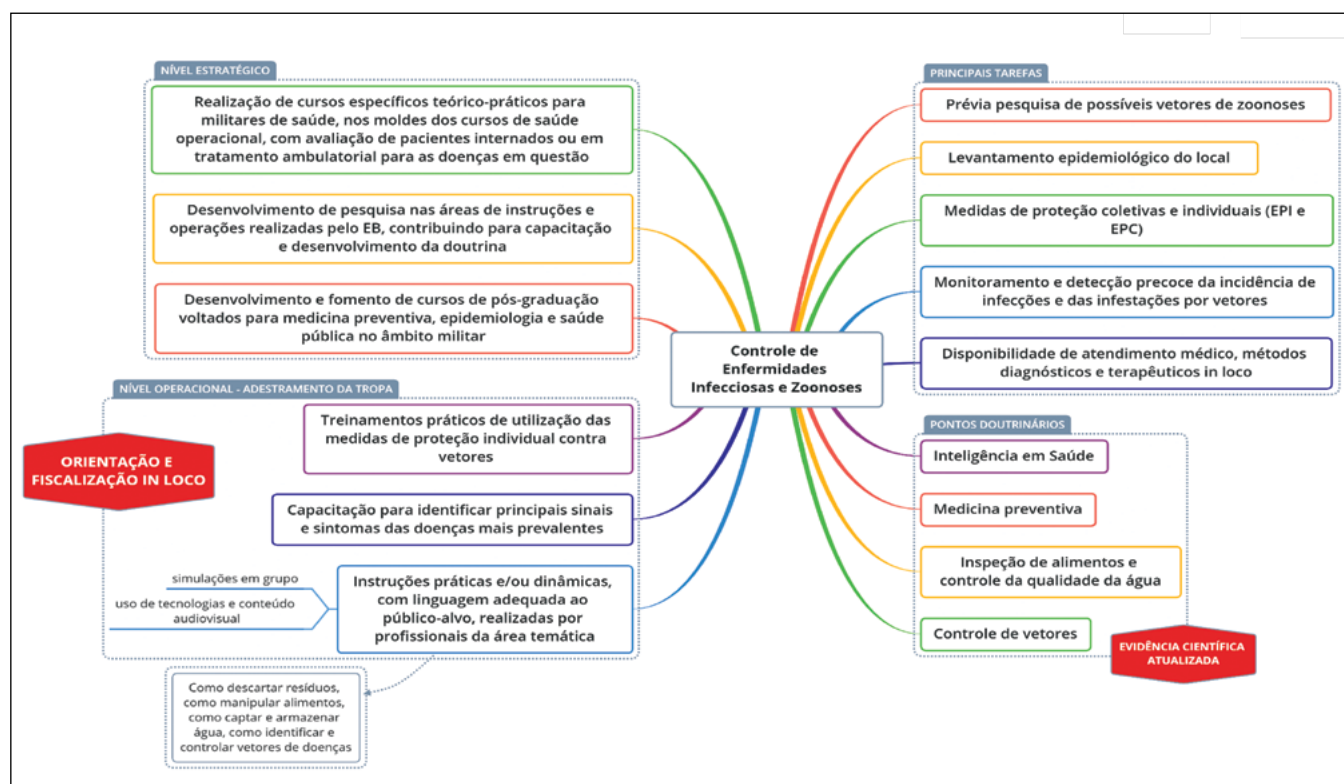 NÍVEL ESTRATÉGICO
Realização de cursos específicos teórico-práticos para
militares de saúde, nos moldes dos cursos de saúde
operacional, com avaliação de pacientes internados ou em
tratamento ambulatorial para as doenças em questão
Desenvolvimento de pesquisa nas áreas de instruções e
operações realizadas pelo EB, contribuindo para capacitação
e desenvolvimento da doutrina
Desenvolvimento e fomento de cursos de pós-graduação
voltados para medicina preventiva, epidemiologia e saúde
pública no âmbito militar
NÍVEL OPERACIONAL - ADESTRAMENTO DA TROPA
ORIENTAÇÃO E
FISCALIZAÇÃO IN LOCO
Treinamentos práticos de utilização das
medidas de proteção individual contra
vetores
Capacitação para identificar principais sinais
e sintomas das doenças mais prevalentes
simulações em grupo
uso de tecnologias e conteúdo
audiovisual
Instruções práticas e/ou dinâmicas,
com linguagem adequada ao
público-alvo, realizadas por
profissionais da área temática
Como descartar resíduos,
como manipular alimentos,
como captar e armazenar
água, como identificar e
controlar vetores de doenças
Controle de
Enfermidades
Infecciosas e Zoonoses
PRINCIPAIS TAREFAS
Prévia pesquisa de possíveis vetores de zoonoses
Levantamento epidemiológico do local
Medidas de proteção coletivas e individuais (EPI e
EPC)
Monitoramento e detecção precoce da incidência de
infecções e das infestações por vetores
Disponibilidade de atendimento médico, métodos
diagnósticos e terapêuticos in loco
PONTOS DOUTRINÁRIOS
Inteligência em Saúde
Medicina preventiva
Inspeção de alimentos e
controle da qualidade da água
Controle de vetores
EVIDÊNCIA CIENTÍFICA
ATUALIZADA